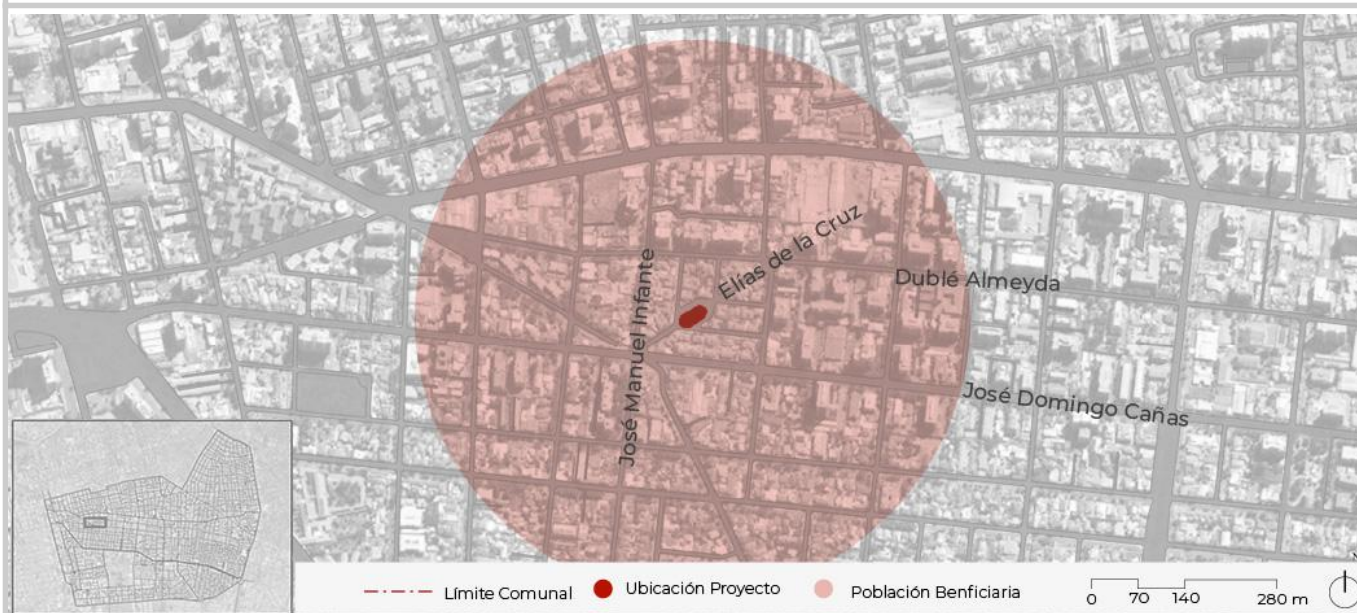 Elías de la Cruz
Dublé Almeyda
José Manuel Infante
José Domingo Cañas
Límite Comunal
Ubicación Proyecto
Población Benficiaria
0 70 140 280 m